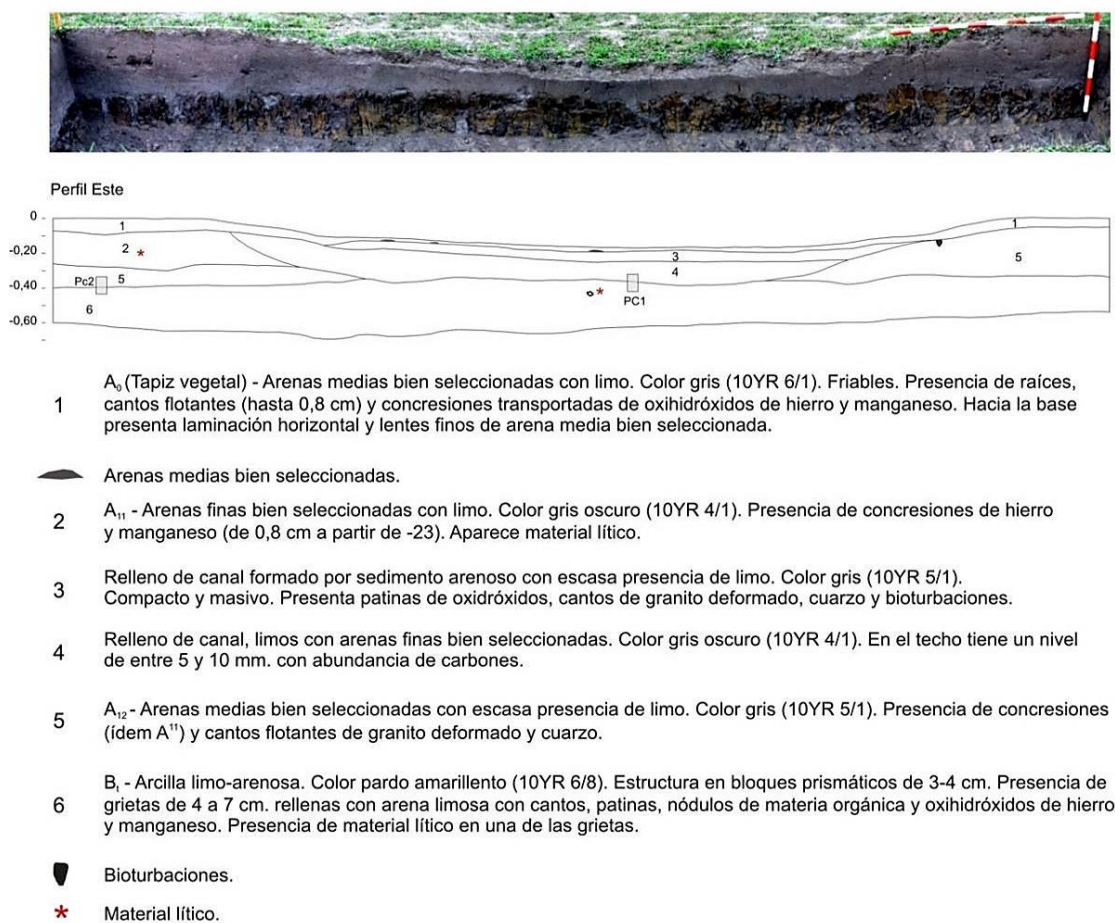 Perfil Este
0
-0,20
-0,40
-0,60
1
1
2
3
4
5
5
Pc2
PC1
6
1
A₀ (Tapiz vegetal) - Arenas medias bien seleccionadas con limo. Color gris (10YR 6/1). Friables. Presencia de raíces,
cantos flotantes (hasta 0,8 cm) y concresiones transportadas de oxihidróxidos de hierro y manganeso. Hacia la base
presenta laminación horizontal y lentes finos de arena media bien seleccionada.
Arenas medias bien seleccionadas.
2
A₁₁ - Arenas finas bien seleccionadas con limo. Color gris oscuro (10YR 4/1). Presencia de concresiones de hierro
y manganeso (de 0,8 cm a partir de -23). Aparece material lítico.
3
Relleno de canal formado por sedimento arenoso con escasa presencia de limo. Color gris (10YR 5/1).
Compacto y masivo. Presenta patinas de oxidróxidos, cantos de granito deformado, cuarzo y bioturbaciones.
4
Relleno de canal, limos con arenas finas bien seleccionadas. Color gris oscuro (10YR 4/1). En el techo tiene un nivel
de entre 5 y 10 mm. con abundancia de carbones.
5
A₁₂ - Arenas medias bien seleccionadas con escasa presencia de limo. Color gris (10YR 5/1). Presencia de concresiones
(ídem A¹¹) y cantos flotantes de granito deformado y cuarzo.
6
Bₜ - Arcilla limo-arenosa. Color pardo amarillento (10YR 6/8). Estructura en bloques prismáticos de 3-4 cm. Presencia de
grietas de 4 a 7 cm. rellenas con arena limosa con cantos, patinas, nódulos de materia orgánica y oxihidróxidos de hierro
y manganeso. Presencia de material lítico en una de las grietas.
Bioturbaciones.
* Material lítico.